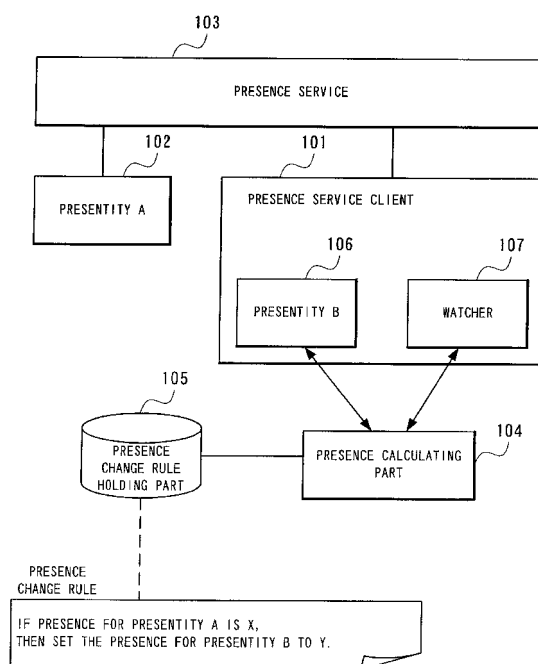 103
PRESENCE SERVICE
102
101
PRESENTITY A
PRESENCE SERVICE CLIENT
106
107
PRESENTITY B
WATCHER
105
104
PRESENCE
CHANGE RULE
HOLDING PART
PRESENCE CALCULATING
PART
PRESENCE
CHANGE RULE
IF PRESENCE FOR PRESENTITY A IS X,
THEN SET THE PRESENCE FOR PRESENTITY B TO Y.